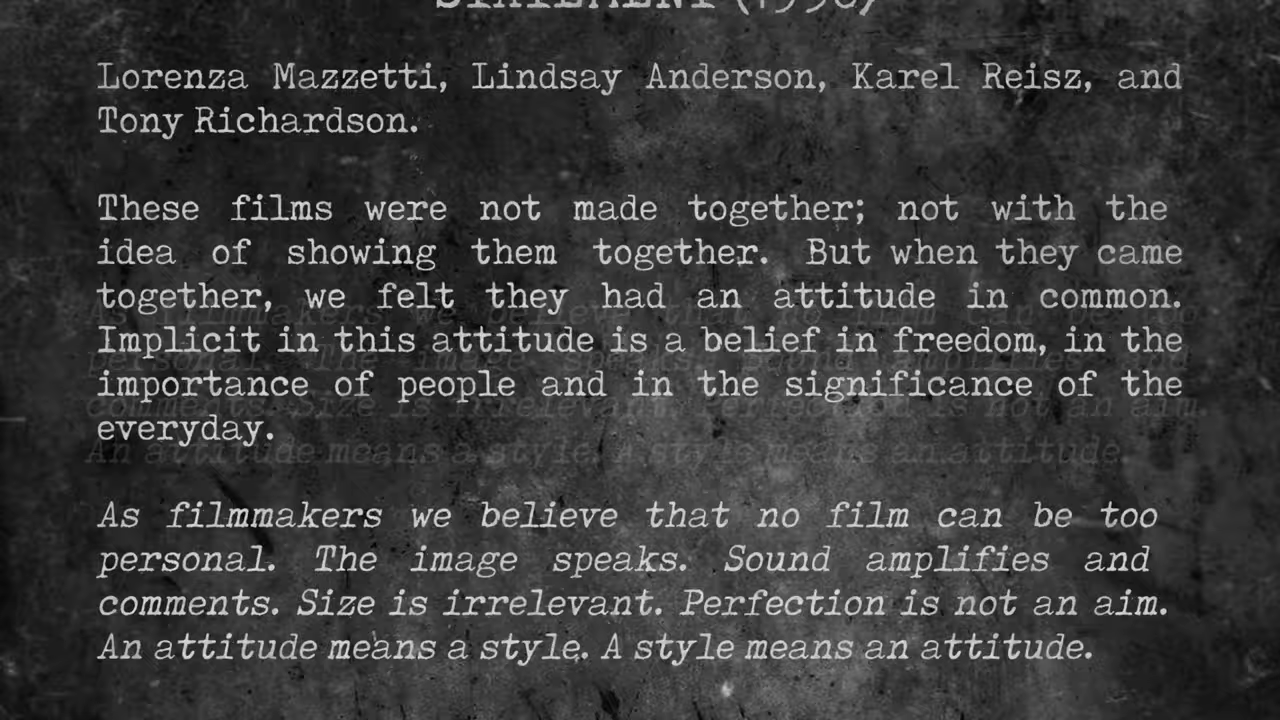 STATEMENT (1956)
Lorenza Mazzetti, Lindsay Anderson, Karel Reisz, and
Tony Richardson.
These films were not made together; not with the
idea of showing them together. But when they came
together, we felt they had an attitude in common.
Implicit in this attitude is a belief in freedom, in the
importance of people and in the significance of the
everyday.
As filmmakers we believe that no film can be too
personal. The image speaks. Sound amplifies and
comments. Size is irrelevant. Perfection is not an aim.
An attitude means a style. A style means an attitude.